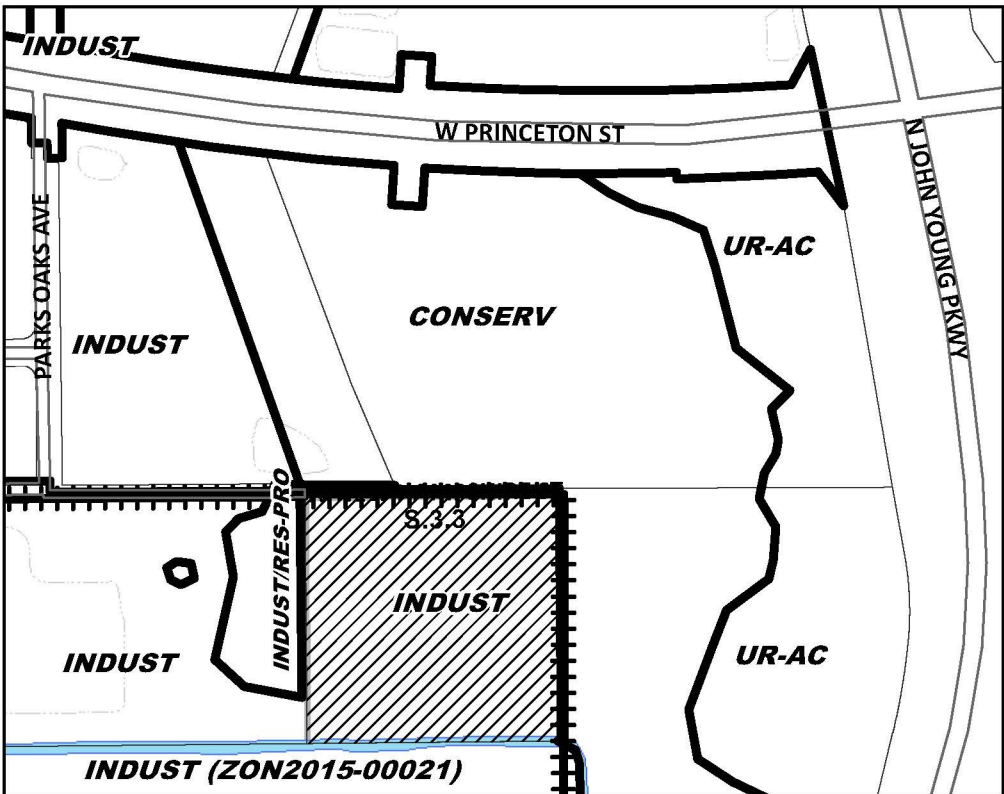 INDUST
W PRINCETON ST
N JOHN YOUNG PKWY
PARKS OAKS AVE
UR-AC
CONSERV
INDUST
INDUST/RES-PRO
S.3.3
INDUST
INDUST
UR-AC
INDUST (ZON2015-00021)